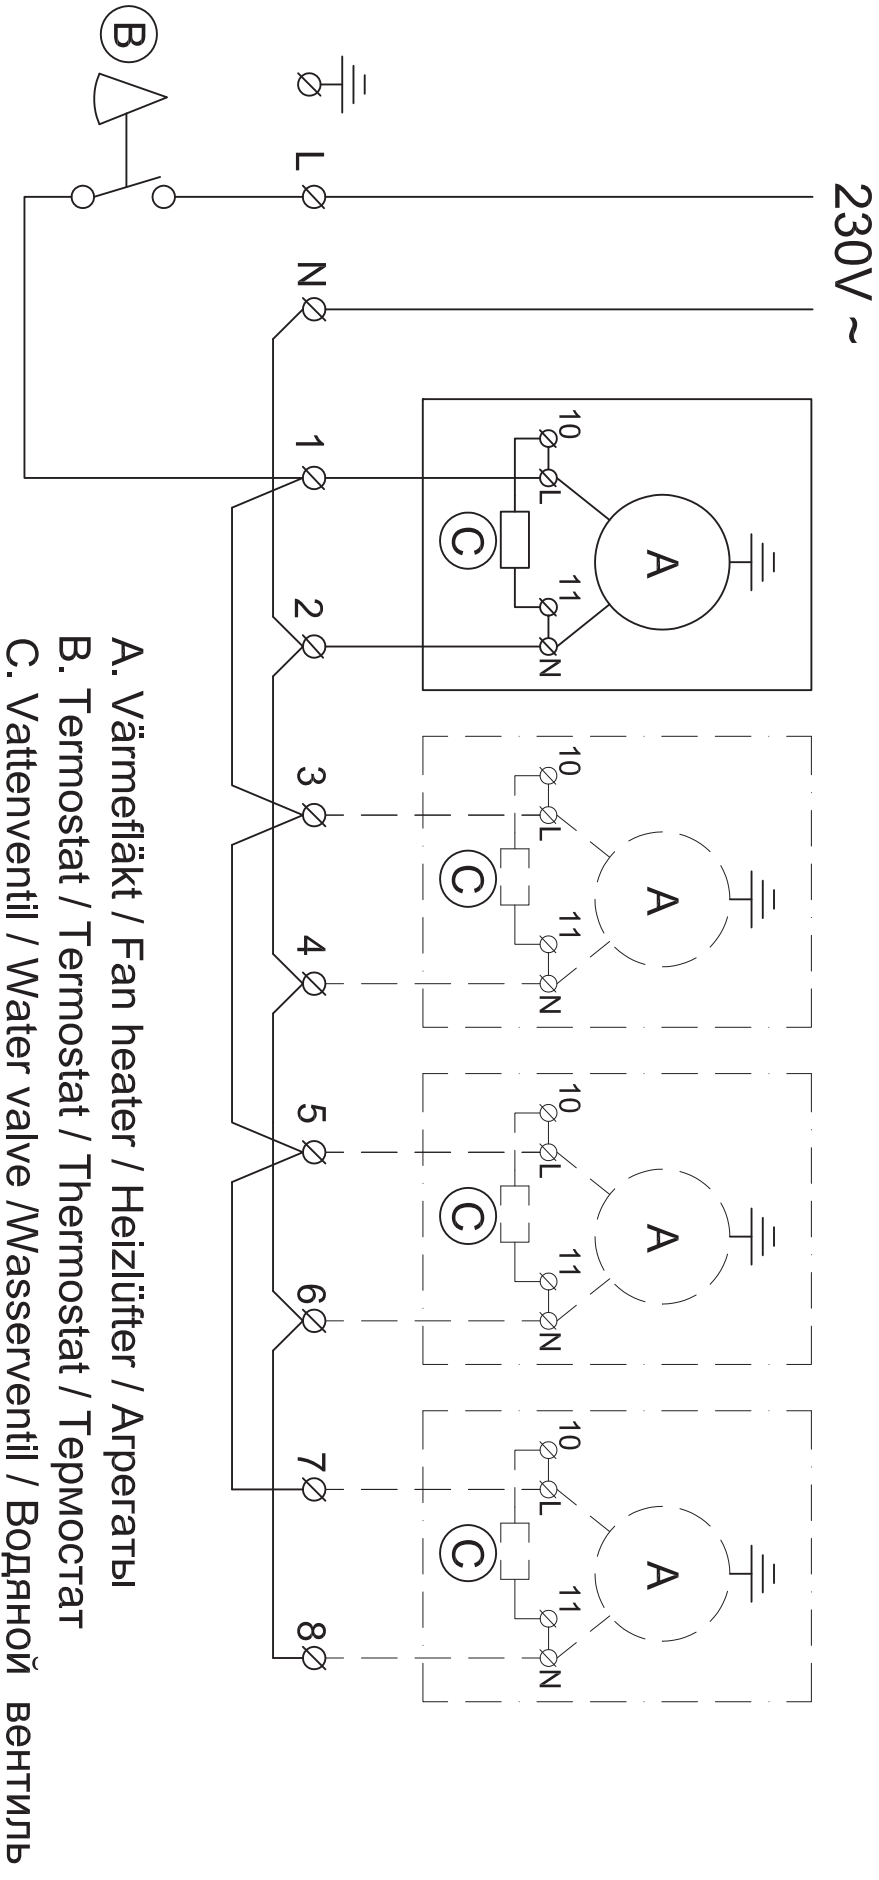 230V ~
10
L
11
N
A
C
10
L
11
N
A
C
10
L
11
N
A
C
10
L
11
N
A
C
B
L
N
1
2
3
4
5
6
7
8
A. Värmefläkt / Fan heater / Heizlüfter / Агрегаты
B. Termostat / Termostat / Thermostat / Термостат
C. Vattenventil / Water valve /Wasserventil / Водяной вентиль